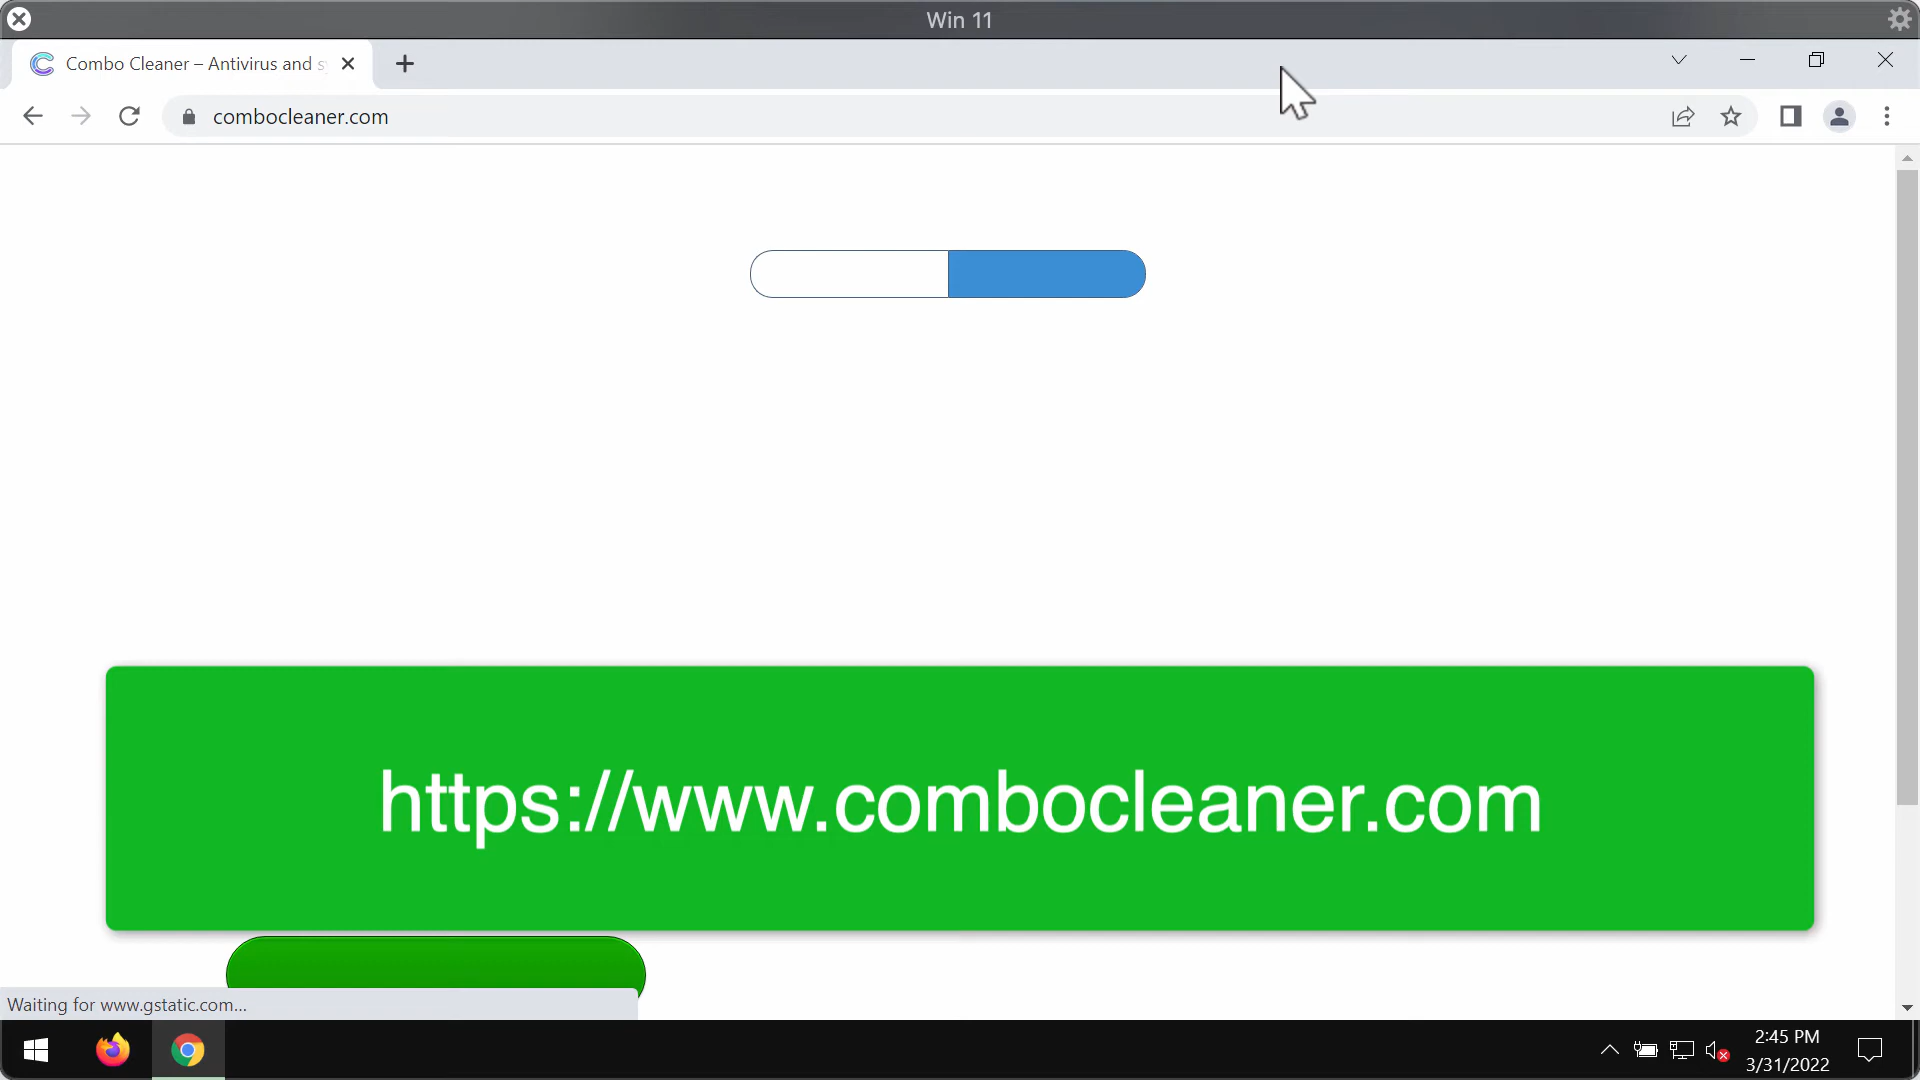 Win 11
Combo Cleaner – Antivirus and s
combocleaner.com
https://www.combocleaner.com
Waiting for www.gstatic.com...
2:45 PM
3/31/2022